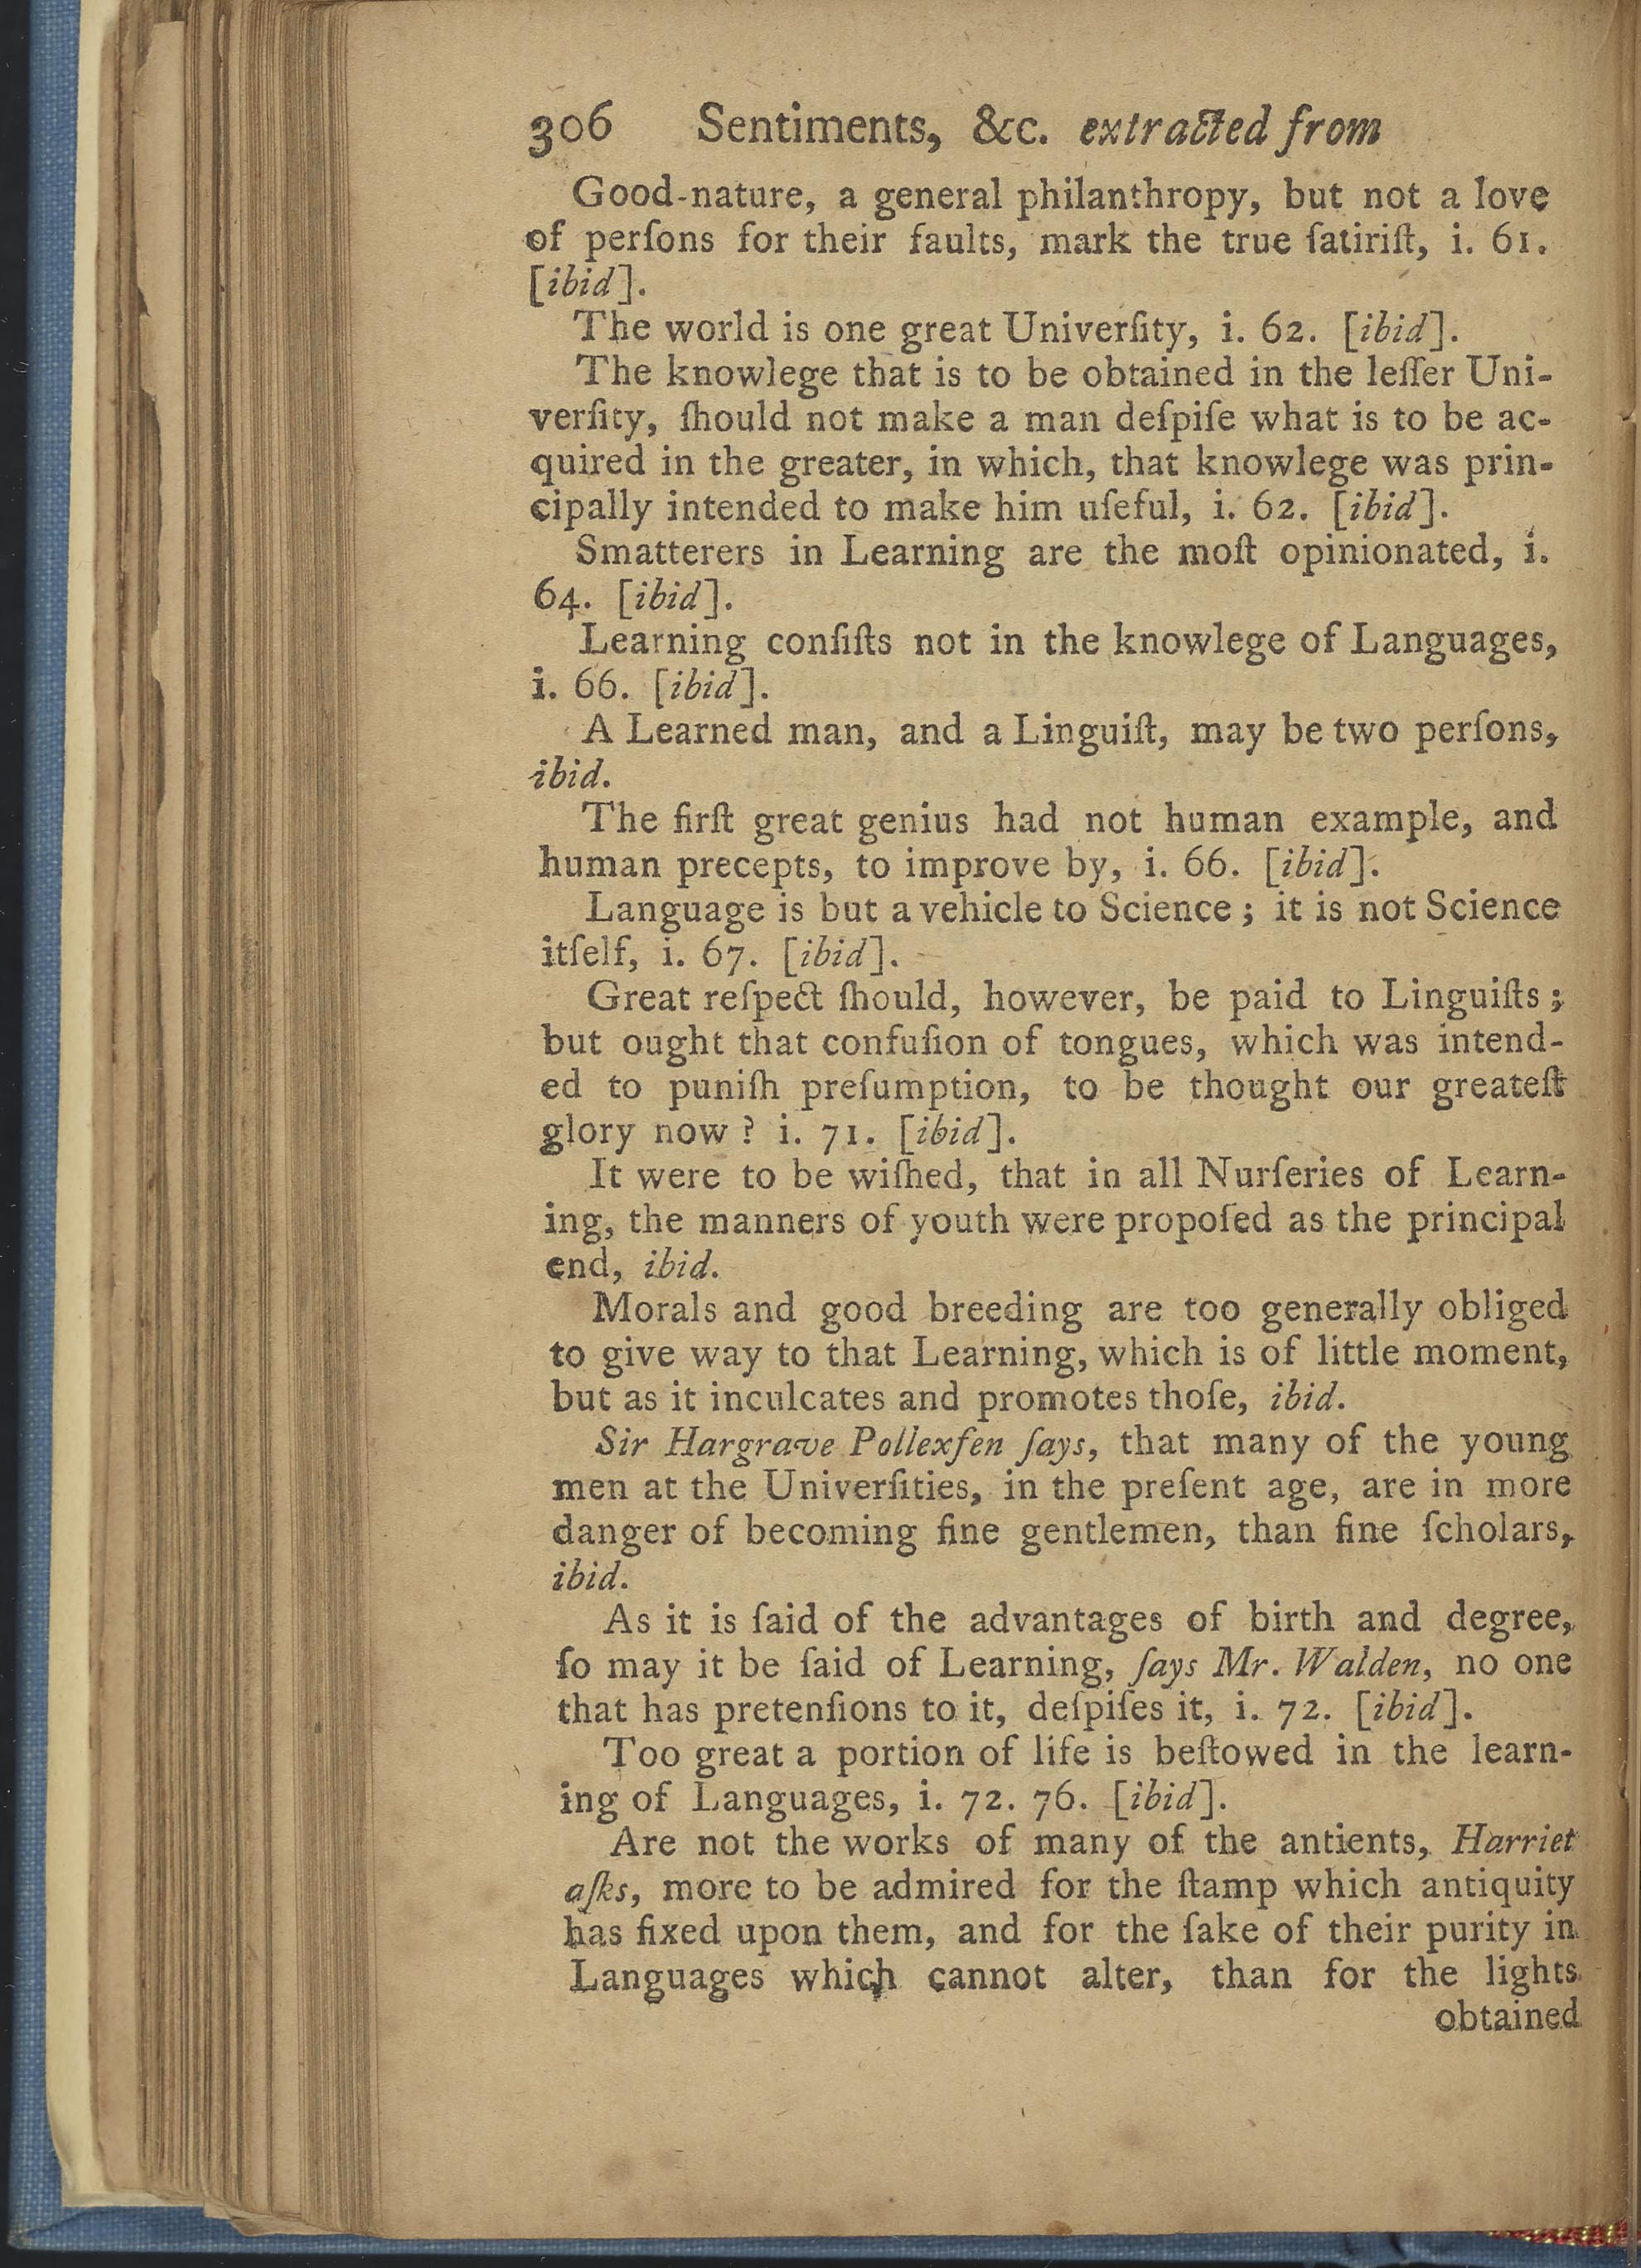 306 Sentiments, &c. extracted from
Good-nature, a general philanthropy, but not a love
of perſons for their faults, mark the true ſatiriſt, i. 61.
[ibid].
The world is one great Univerſity, i. 62. [ibid].
The knowlege that is to be obtained in the leſſer Uni-
verſity, ſhould not make a man deſpiſe what is to be ac-
quired in the greater, in which, that knowlege was prin-
cipally intended to make him uſeful, i. 62. [ibid].
Smatterers in Learning are the moſt opinionated, i.
64. [ibid].
Learning conſiſts not in the knowlege of Languages,
i. 66. [ibid].
A Learned man, and a Linguiſt, may be two perſons,
ibid.
The firſt great genius had not human example, and
human precepts, to improve by, i. 66. [ibid].
Language is but a vehicle to Science; it is not Science
itſelf, i. 67. [ibid].
Great reſpect ſhould, however, be paid to Linguiſts;
but ought that confuſion of tongues, which was intend-
ed to puniſh preſumption, to be thought our greateſt
glory now? i. 71. [ibid].
It were to be wiſhed, that in all Nurſeries of Learn-
ing, the manners of youth were propoſed as the principal
end, ibid.
Morals and good breeding are too generally obliged
to give way to that Learning, which is of little moment,
but as it inculcates and promotes thoſe, ibid.
Sir Hargrave Pollexfen ſays, that many of the young
men at the Univerſities, in the preſent age, are in more
danger of becoming fine gentlemen, than fine ſcholars,
ibid.
As it is ſaid of the advantages of birth and degree,
ſo may it be ſaid of Learning, ſays Mr. Walden, no one
that has pretenſions to it, deſpiſes it, i. 72. [ibid].
Too great a portion of life is beſtowed in the learn-
ing of Languages, i. 72. 76. [ibid].
Are not the works of many of the antients, Harriet
aſks, more to be admired for the ſtamp which antiquity
has fixed upon them, and for the ſake of their purity in
Languages which cannot alter, than for the lights
obtained